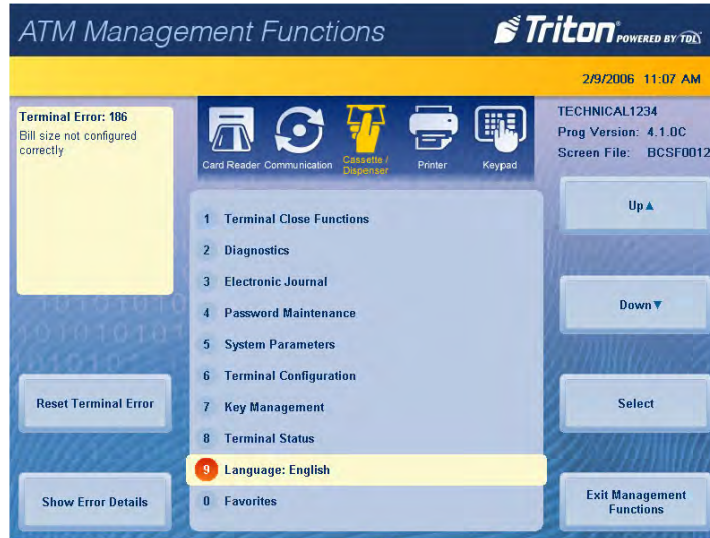 ATM Management Functions
Triton POWERED BY TDL
2/9/2006 11:07 AM
Terminal Error: 186
Bill size not configured
correctly
Card Reader
Communication
Cassette /
Dispenser
Printer
Keypad
TECHNICAL1234
Prog Version: 4.1.0C
Screen File: BCSF0012
1 Terminal Close Functions
2 Diagnostics
3 Electronic Journal
4 Password Maintenance
5 System Parameters
6 Terminal Configuration
7 Key Management
8 Terminal Status
9 Language: English
0 Favorites
Reset Terminal Error
Show Error Details
Up▲
Down▼
Select
Exit Management
Functions